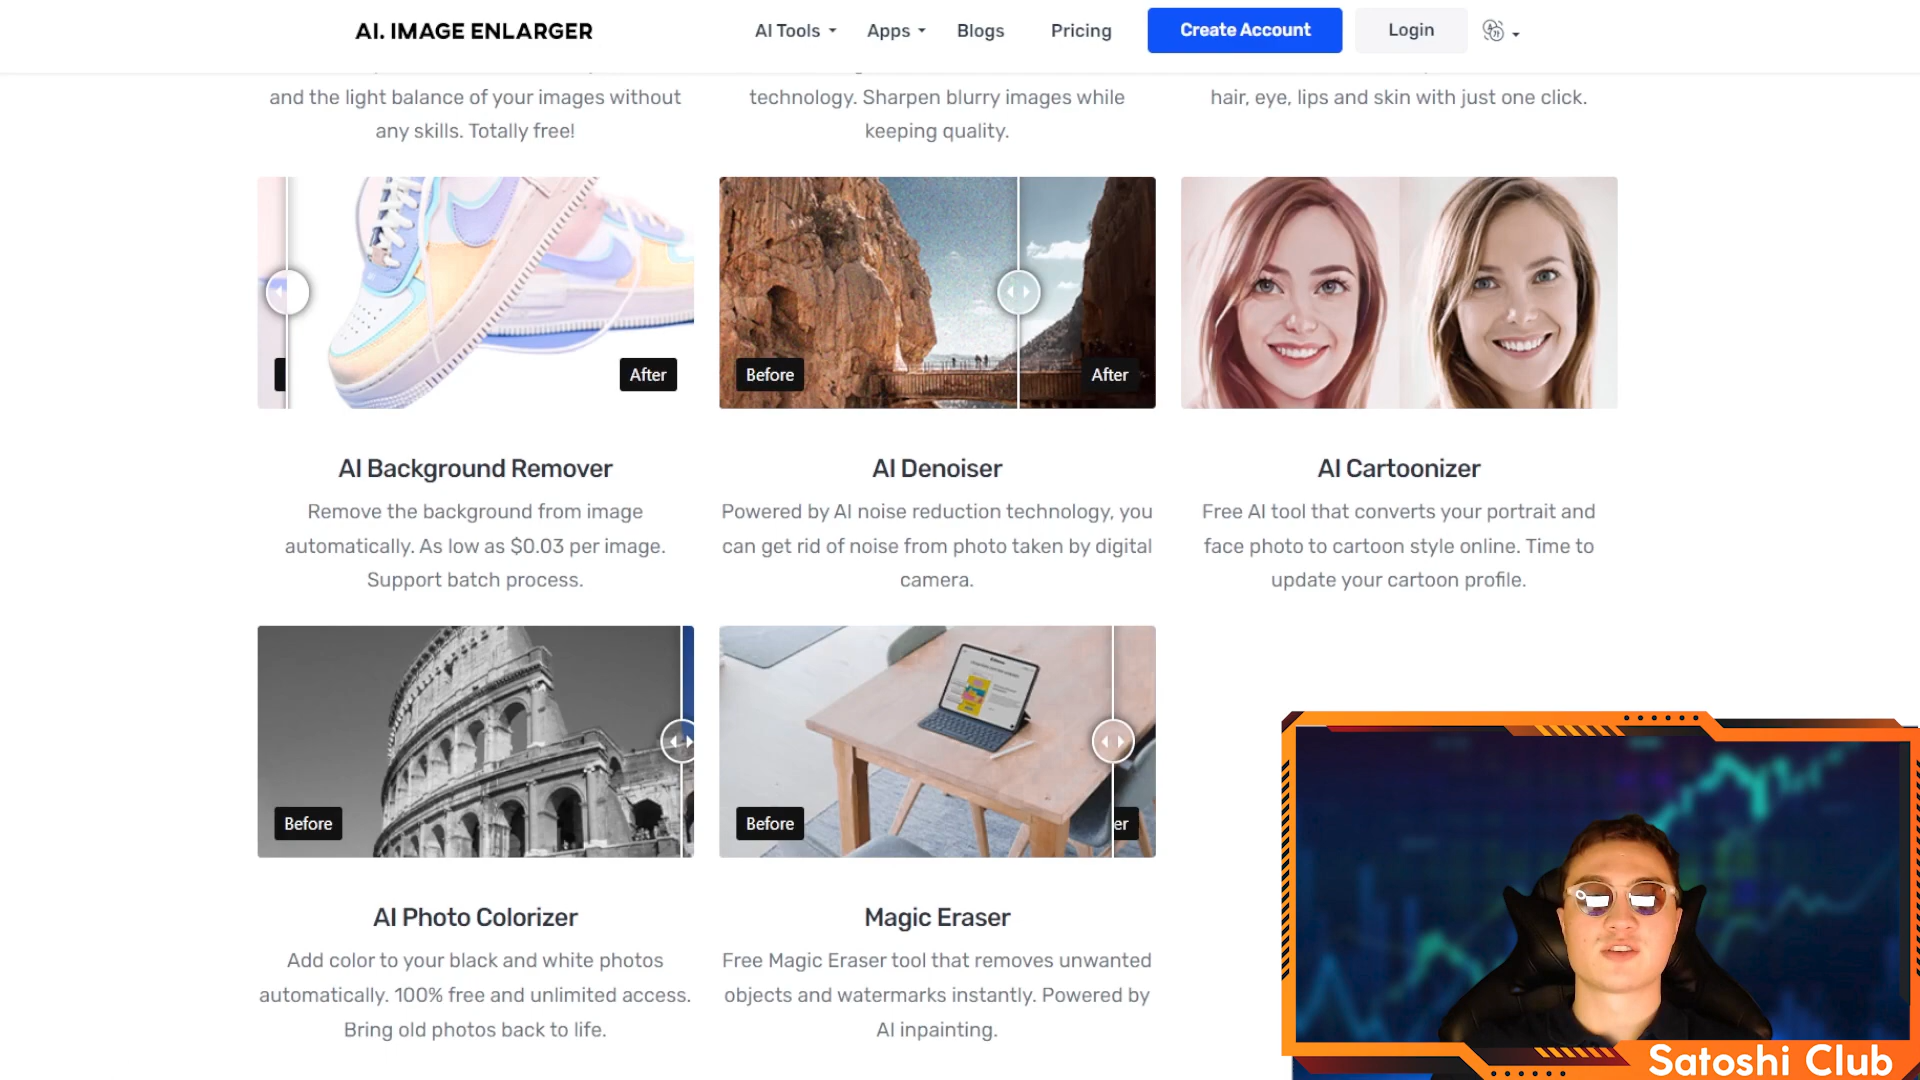 AI. IMAGE ENLARGER
AI Tools
Apps
Blogs
Pricing
Create Account
Login
and the light balance of your images without
any skills. Totally free!
technology. Sharpen blurry images while
keeping quality.
hair, eye, lips and skin with just one click.
After
Before
After
AI Background Remover
Remove the background from image
automatically. As low as $0.03 per image.
Support batch process.
AI Denoiser
Powered by AI noise reduction technology, you
can get rid of noise from photo taken by digital
camera.
AI Cartoonizer
Free AI tool that converts your portrait and
face photo to cartoon style online. Time to
update your cartoon profile.
Before
Before
er
AI Photo Colorizer
Add color to your black and white photos
automatically. 100% free and unlimited access.
Bring old photos back to life.
Magic Eraser
Free Magic Eraser tool that removes unwanted
objects and watermarks instantly. Powered by
AI inpainting.
Satoshi Club